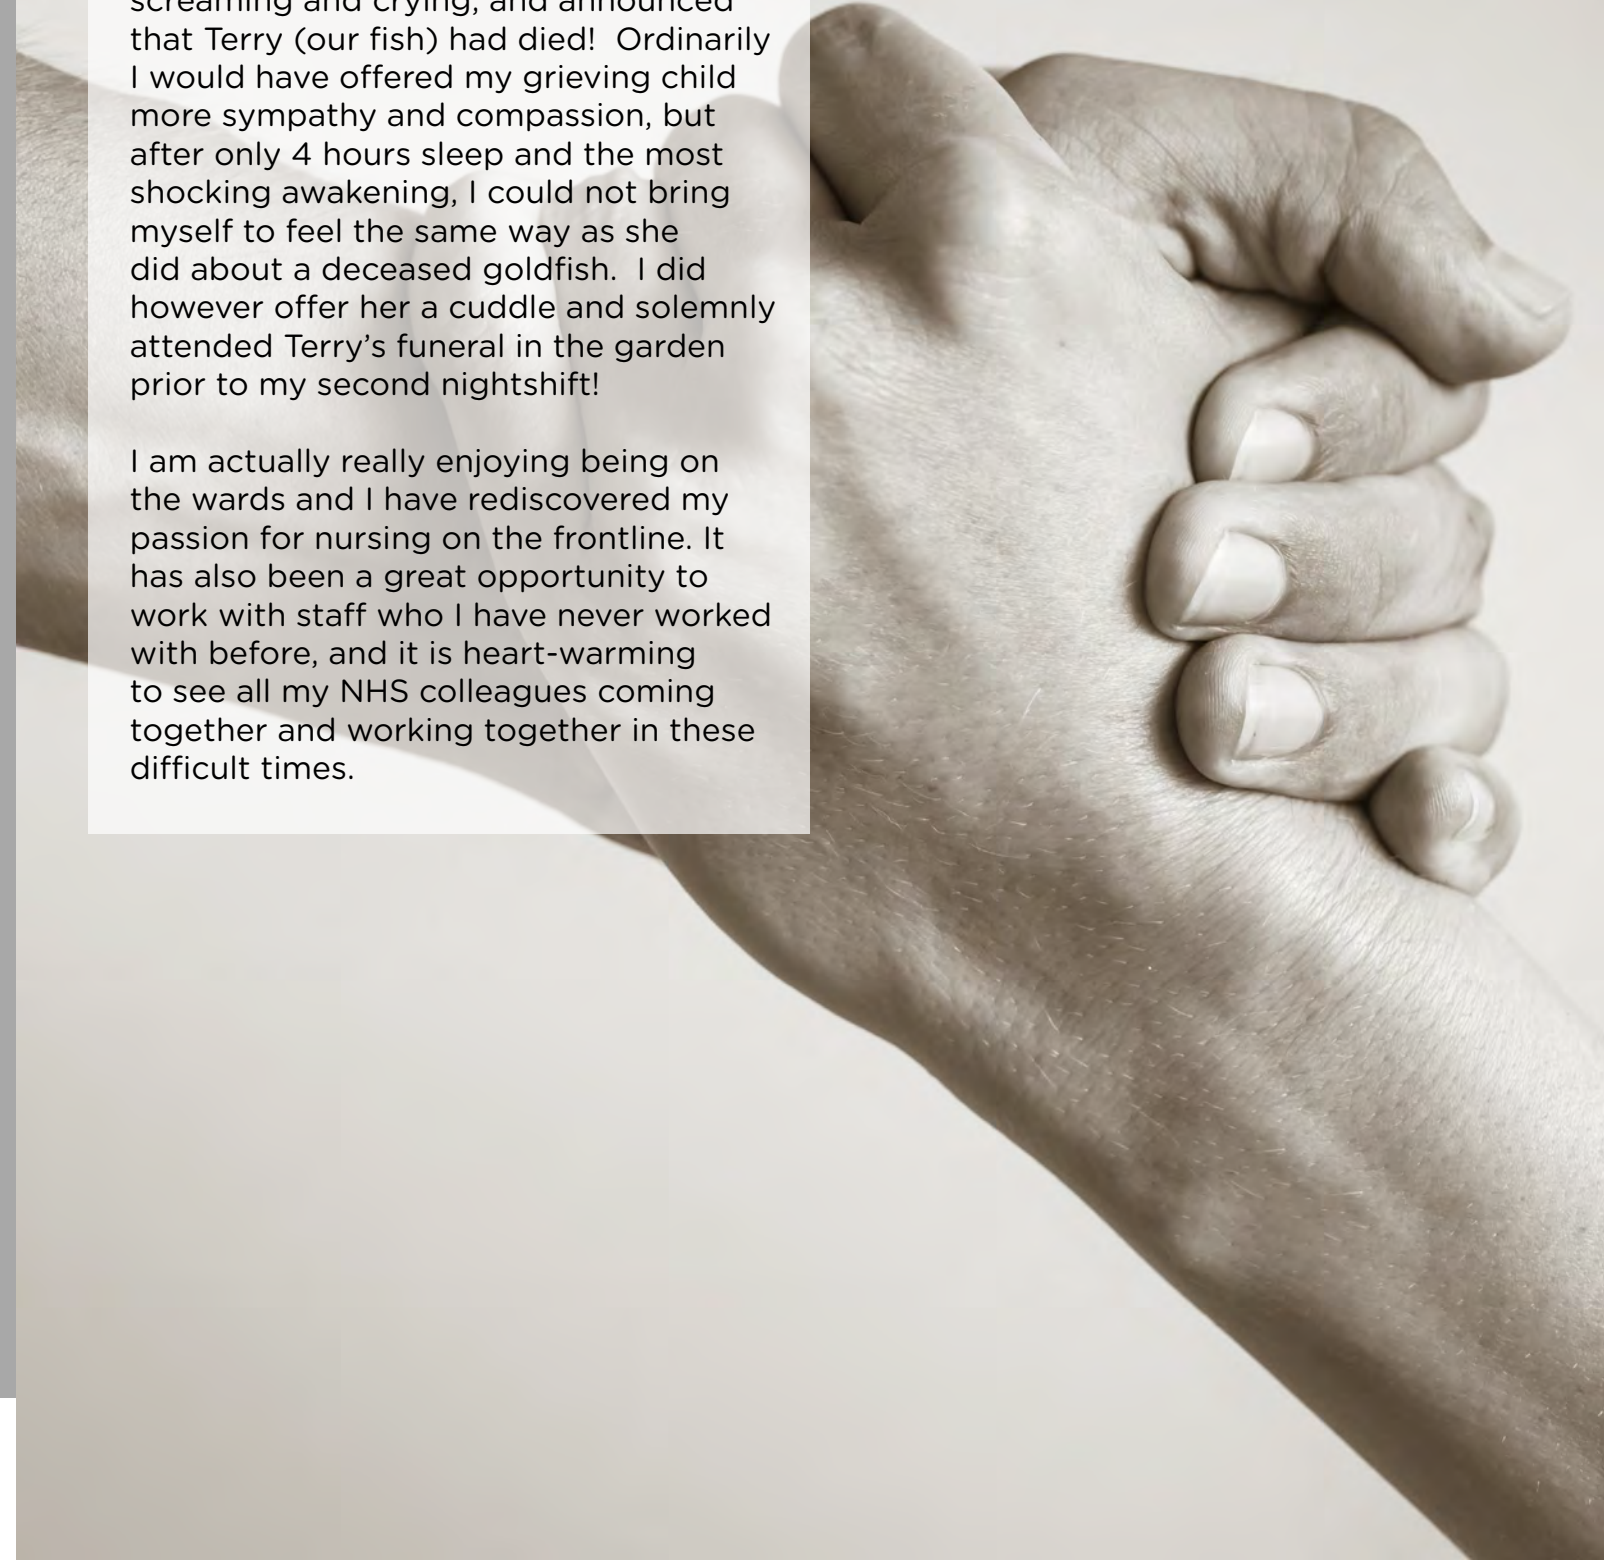 screaming and crying, and announced
that Terry (our fish) had died!  Ordinarily
I would have offered my grieving child
more sympathy and compassion, but
after only 4 hours sleep and the most
shocking awakening, I could not bring
myself to feel the same way as she
did about a deceased goldfish.  I did
however offer her a cuddle and solemnly
attended Terry’s funeral in the garden
prior to my second nightshift!
I am actually really enjoying being on
the wards and I have rediscovered my
passion for nursing on the frontline. It
has also been a great opportunity to
work with staff who I have never worked
with before, and it is heart-warming
to see all my NHS colleagues coming
together and working together in these
difficult times.